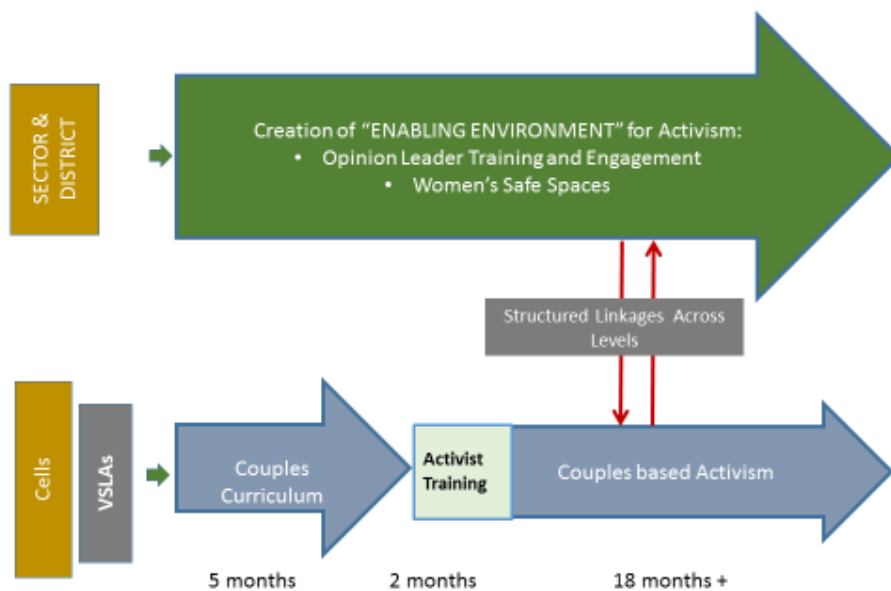 SECTOR &
DISTRICT
Creation of “ENABLING ENVIRONMENT” for Activism:
• Opinion Leader Training and Engagement
• Women’s Safe Spaces
Structured Linkages Across
Levels
Cells
VSLAs
Couples
Curriculum
Activist
Training
Couples based Activism
5 months
2 months
18 months +